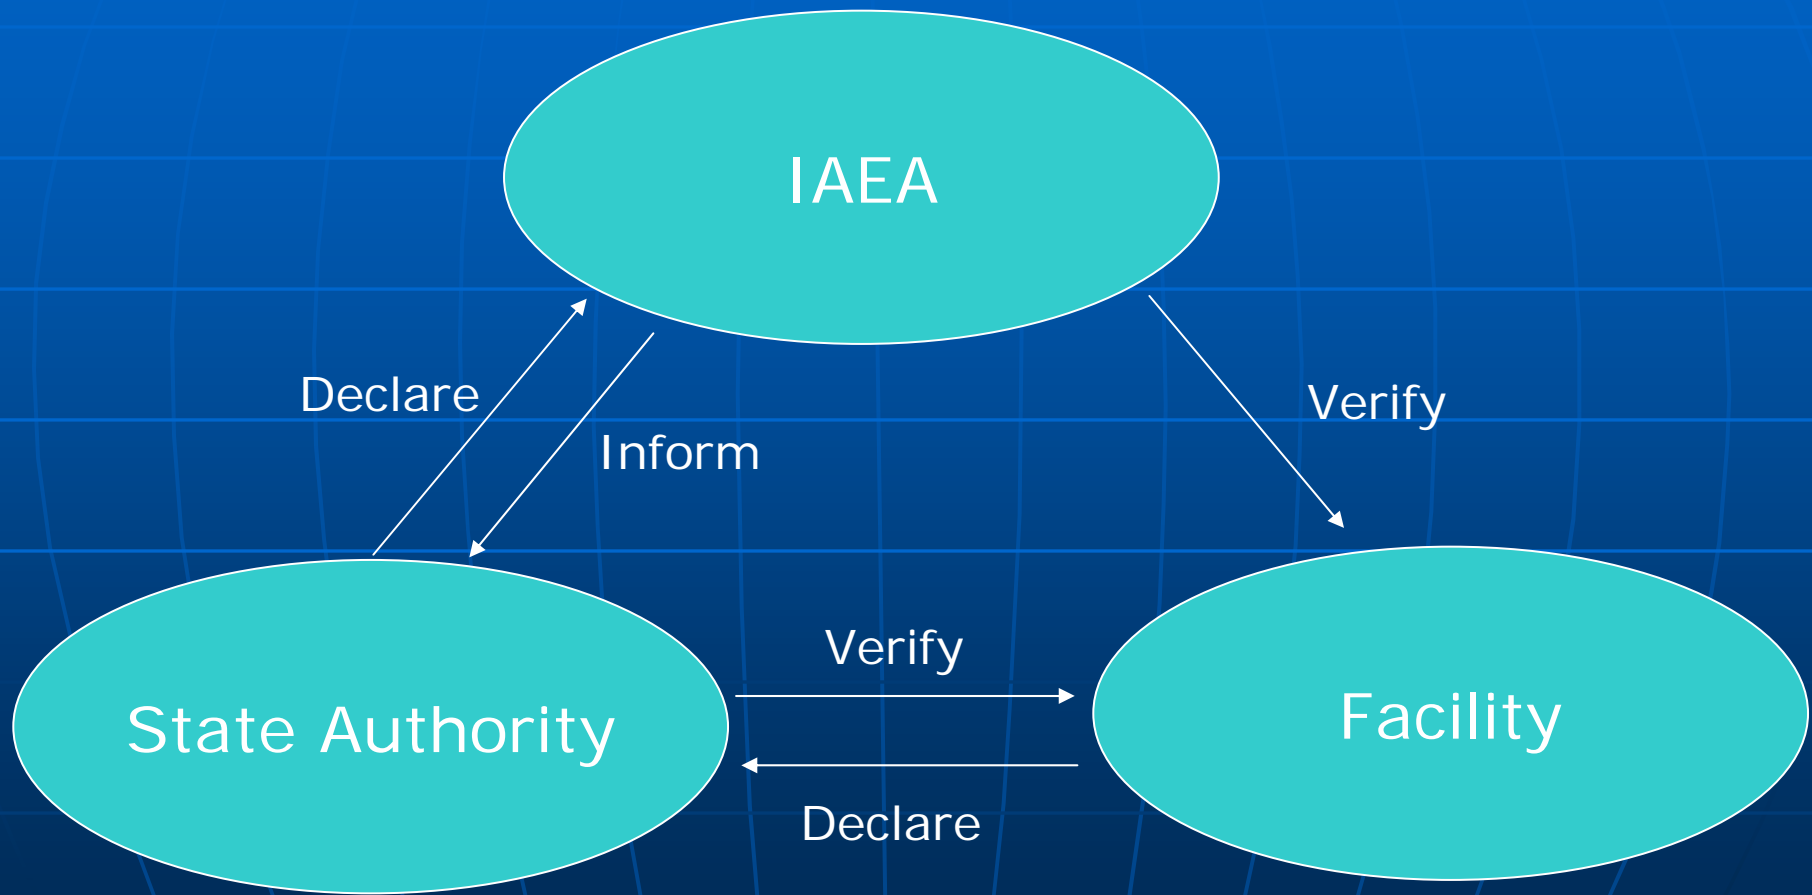 IAEA
Declare
Verify
Inform
Verify
State Authority
Facility
Declare